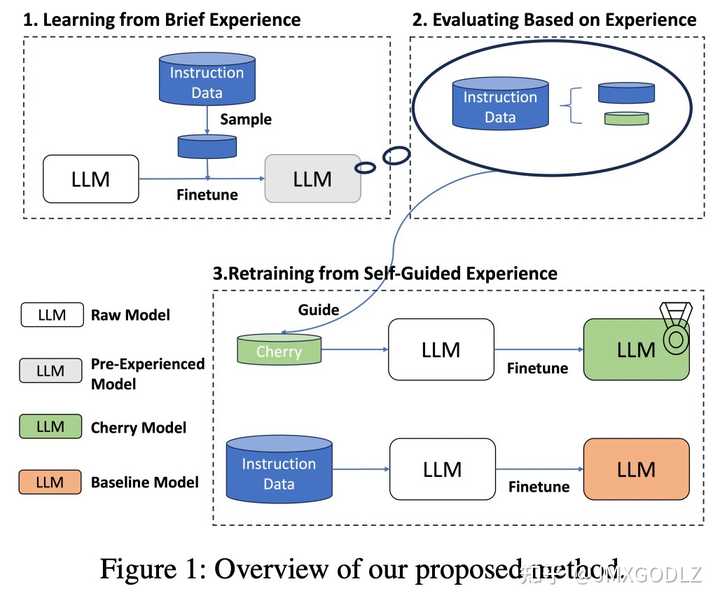 1. Learning from Brief Experience
2. Evaluating Based on Experience
Instruction
Data
Sample
LLM
Finetune
LLM
Instruction
Data
3.Retraining from Self-Guided Experience
Guide
Cherry
LLM
Finetune
LLM
Instruction
Data
LLM
Finetune
LLM
LLM
Raw Model
LLM
Pre-Experienced
Model
LLM
Cherry Model
LLM
Baseline Model
Figure 1: Overview of our proposed method.
知乎 @JMXGODLZ